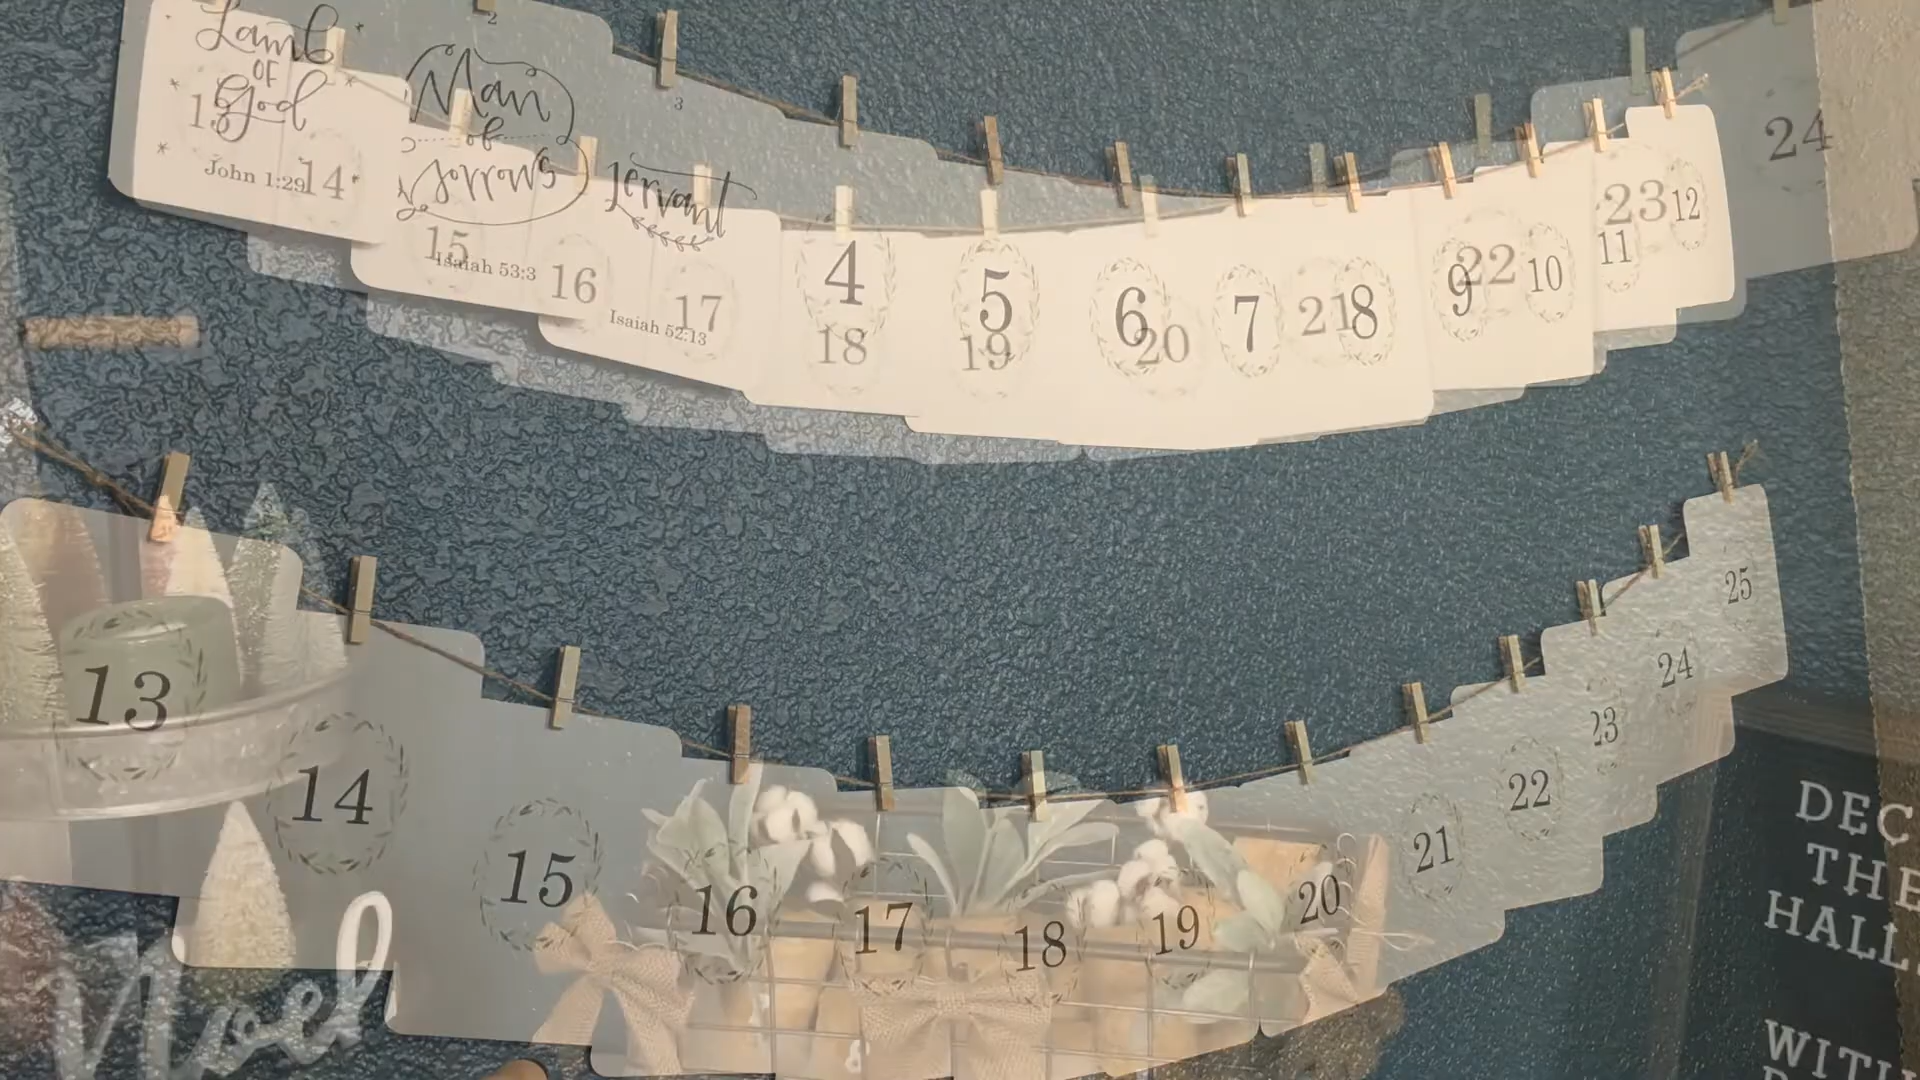 Lamb
OF
God
John 1:29
2
Man
of
Sorrows
Isaiah 53:3
3
Servant
Isaiah 52:13
4
5
6
7
8
9
10
11
12
13
14
15
16
17
18
19
20
21
22
23
24
13
14
15
16
17
18
19
20
21
22
23
24
25
Noel
DEC
THE
HALL
WITH